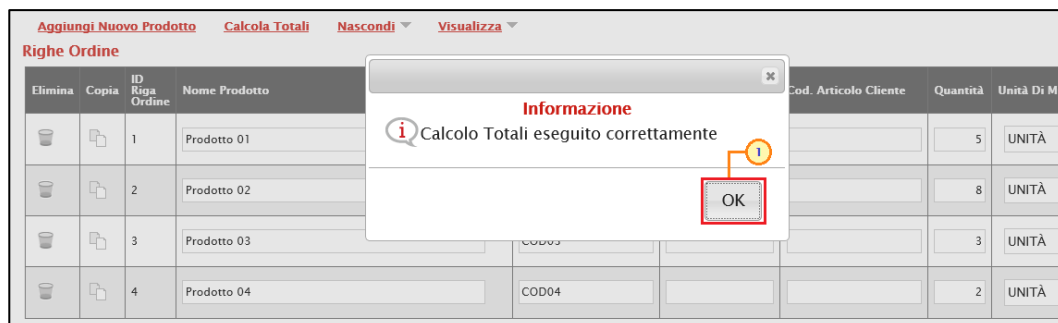 Aggiungi Nuovo Prodotto Calcola Totali Nascondi Visualizza
Righe Ordine
Elimina Copia ID Riga Ordine Nome Prodotto Cod. Articolo Cliente Quantità Unità Di M
Informazione
Calcolo Totali eseguito correttamente
1
OK
1 Prodotto 01 5 UNITÀ
2 Prodotto 02 8 UNITÀ
3 Prodotto 03 COD03 3 UNITÀ
4 Prodotto 04 COD04 2 UNITÀ